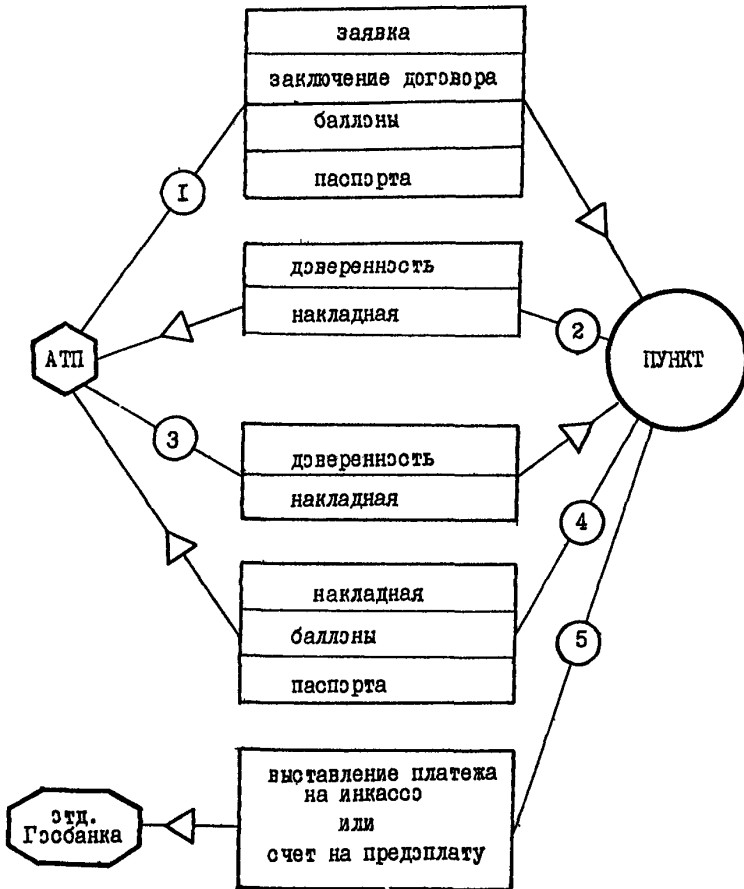 заявка
заключение договора
баллоны
паспорта
I
доверенность
накладная
2
АТП
ПУНКТ
3
доверенность
накладная
4
накладная
баллоны
паспорта
5
выставление платежа
на инкассо
или
счет на предоплату
отд.
Госбанка